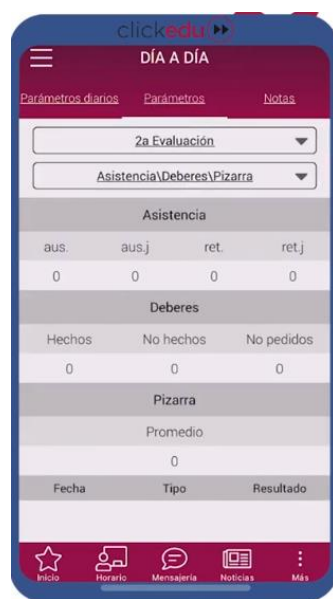 clickedu
DÍA A DÍA
Parámetros diarios Parámetros Notas
2a Evaluación
Asistencia\Deberes\Pizarra
Asistencia
aus. aus.j ret. ret.j
0 0 0 0
Deberes
Hechos No hechos No pedidos
0 0 0
Pizarra
Promedio
0
Fecha Tipo Resultado
Inicio Horario Mensajería Noticias Más